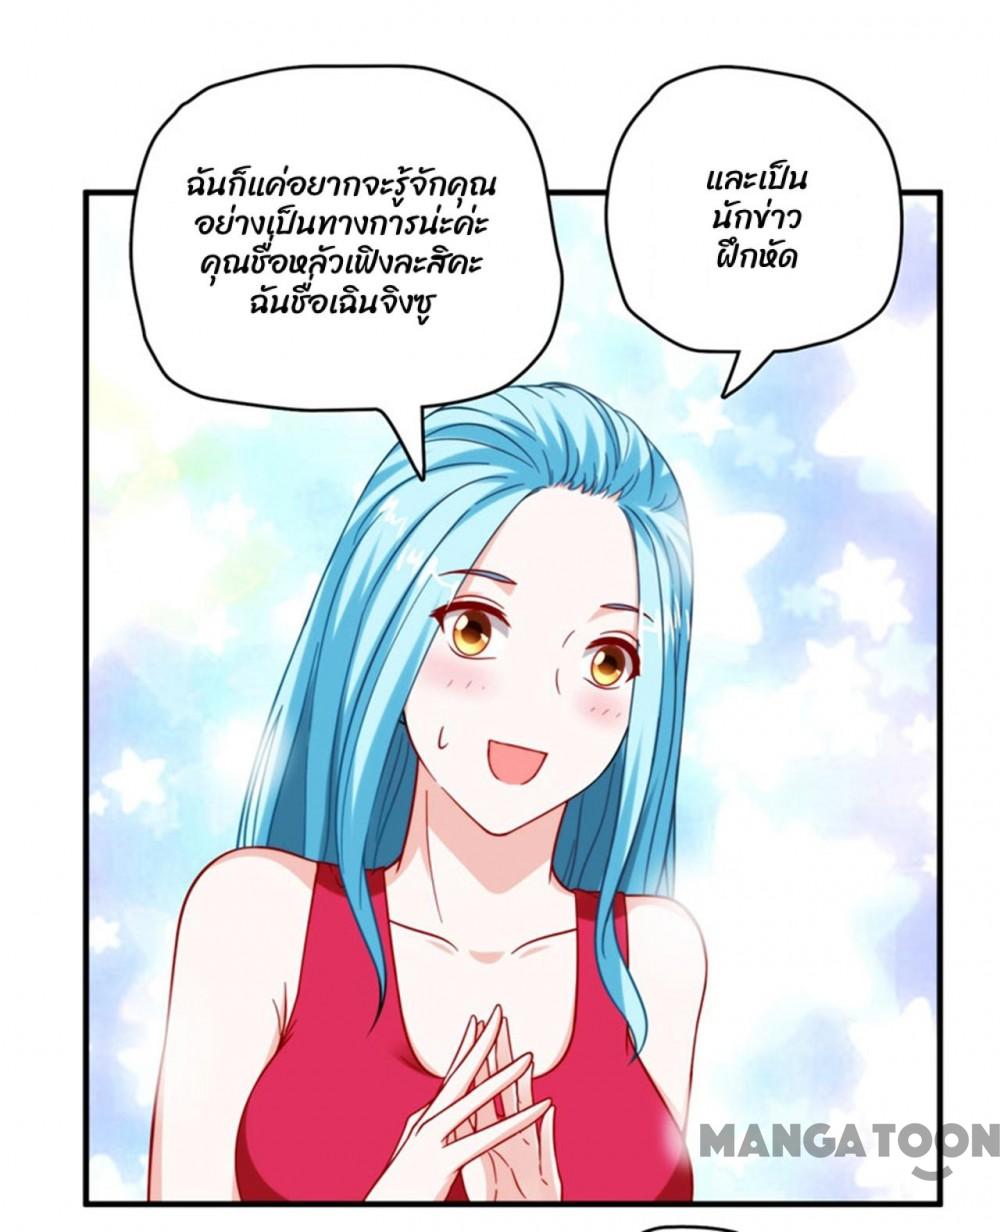 ฉันก็แค่อยากจะรู้จักคุณ
อย่างเป็นทางการน่ะค่ะ
คุณชื่อหลัวเฟิงละสิคะ
ฉันชื่อเฉินจิงซู
และเป็น
นักข่าว
ฝึกหัด
MANGATOON